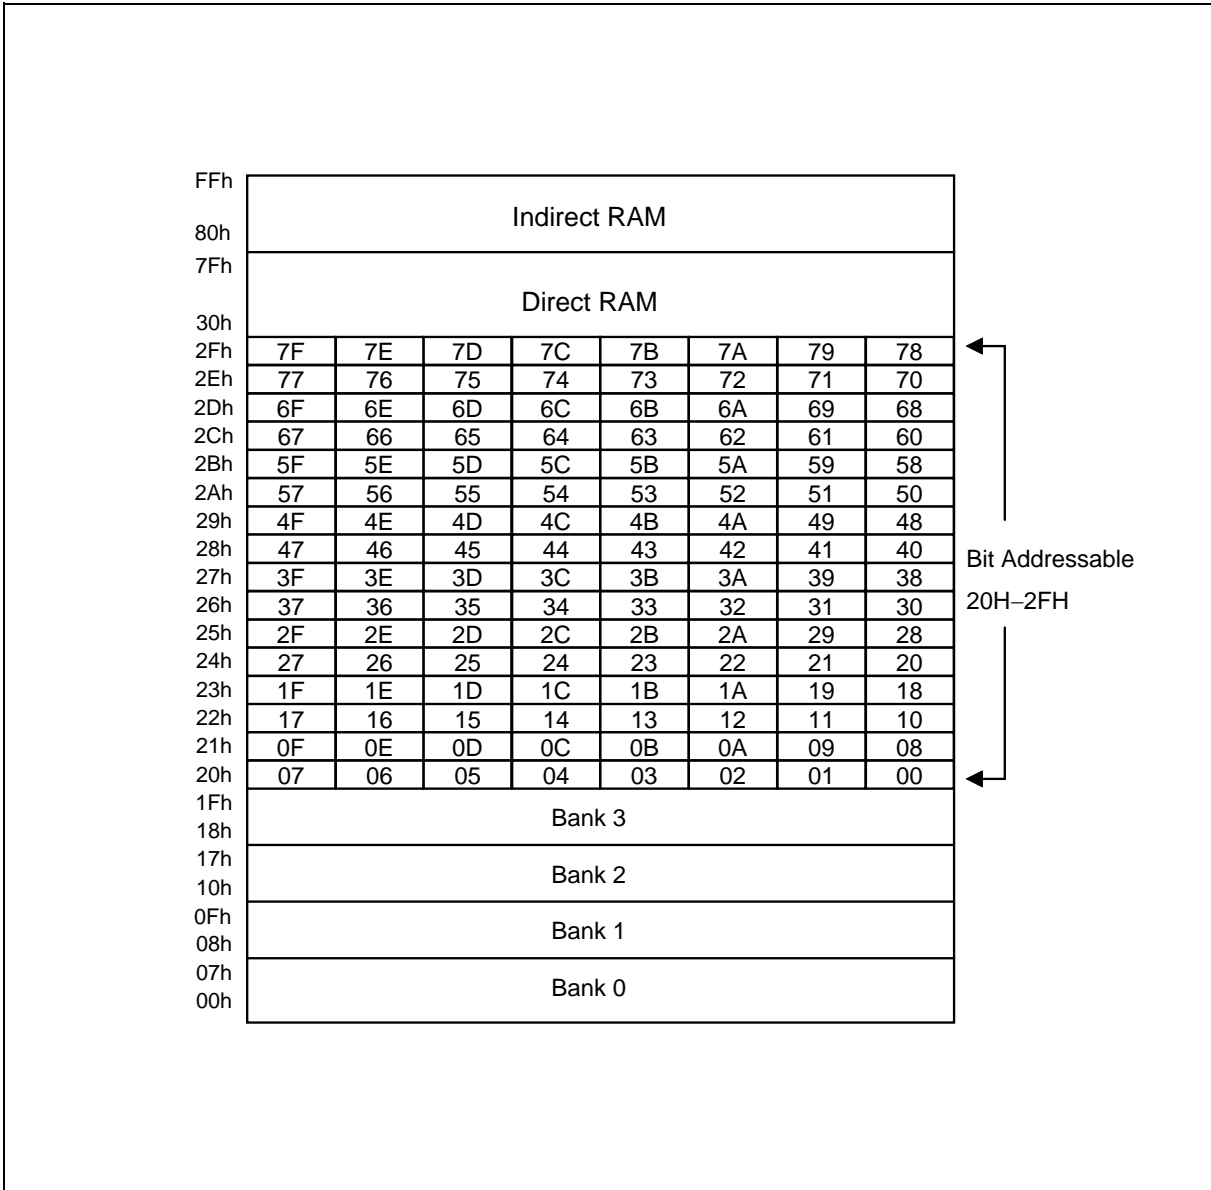 FFh
Indirect RAM
80h
7Fh
Direct RAM
30h
2Fh 7F 7E 7D 7C 7B 7A 79 78
2Eh 77 76 75 74 73 72 71 70
2Dh 6F 6E 6D 6C 6B 6A 69 68
2Ch 67 66 65 64 63 62 61 60
2Bh 5F 5E 5D 5C 5B 5A 59 58
2Ah 57 56 55 54 53 52 51 50
29h 4F 4E 4D 4C 4B 4A 49 48
28h 47 46 45 44 43 42 41 40
27h 3F 3E 3D 3C 3B 3A 39 38
26h 37 36 35 34 33 32 31 30
25h 2F 2E 2D 2C 2B 2A 29 28
24h 27 26 25 24 23 22 21 20
23h 1F 1E 1D 1C 1B 1A 19 18
22h 17 16 15 14 13 12 11 10
21h 0F 0E 0D 0C 0B 0A 09 08
20h 07 06 05 04 03 02 01 00
Bit Addressable
20H–2FH
1Fh
Bank 3
18h
17h
Bank 2
10h
0Fh
Bank 1
08h
07h
Bank 0
00h